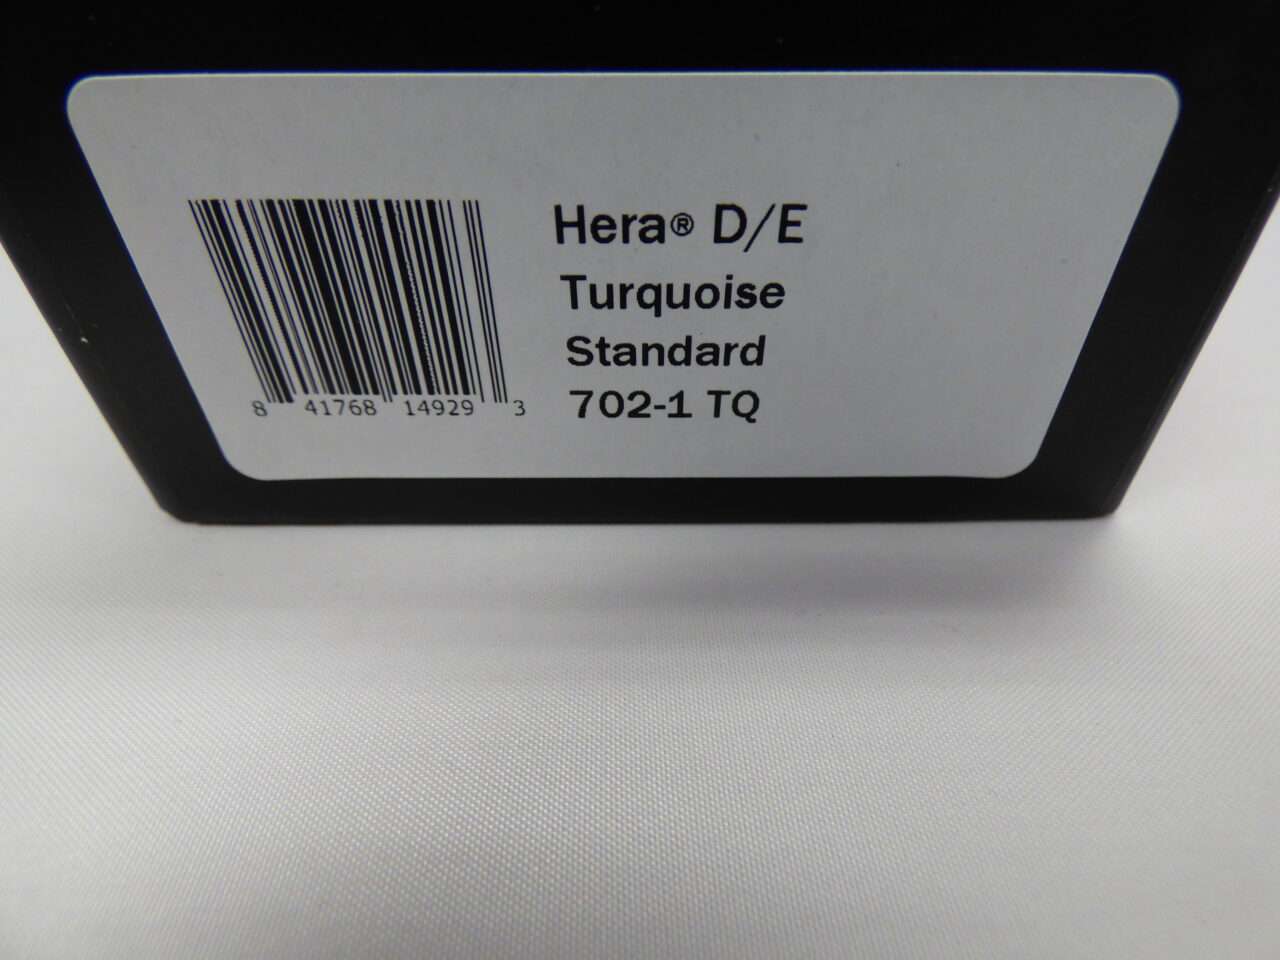 Hera® D/E
Turquoise
Standard
702-1 TQ
8 41768 14929 3